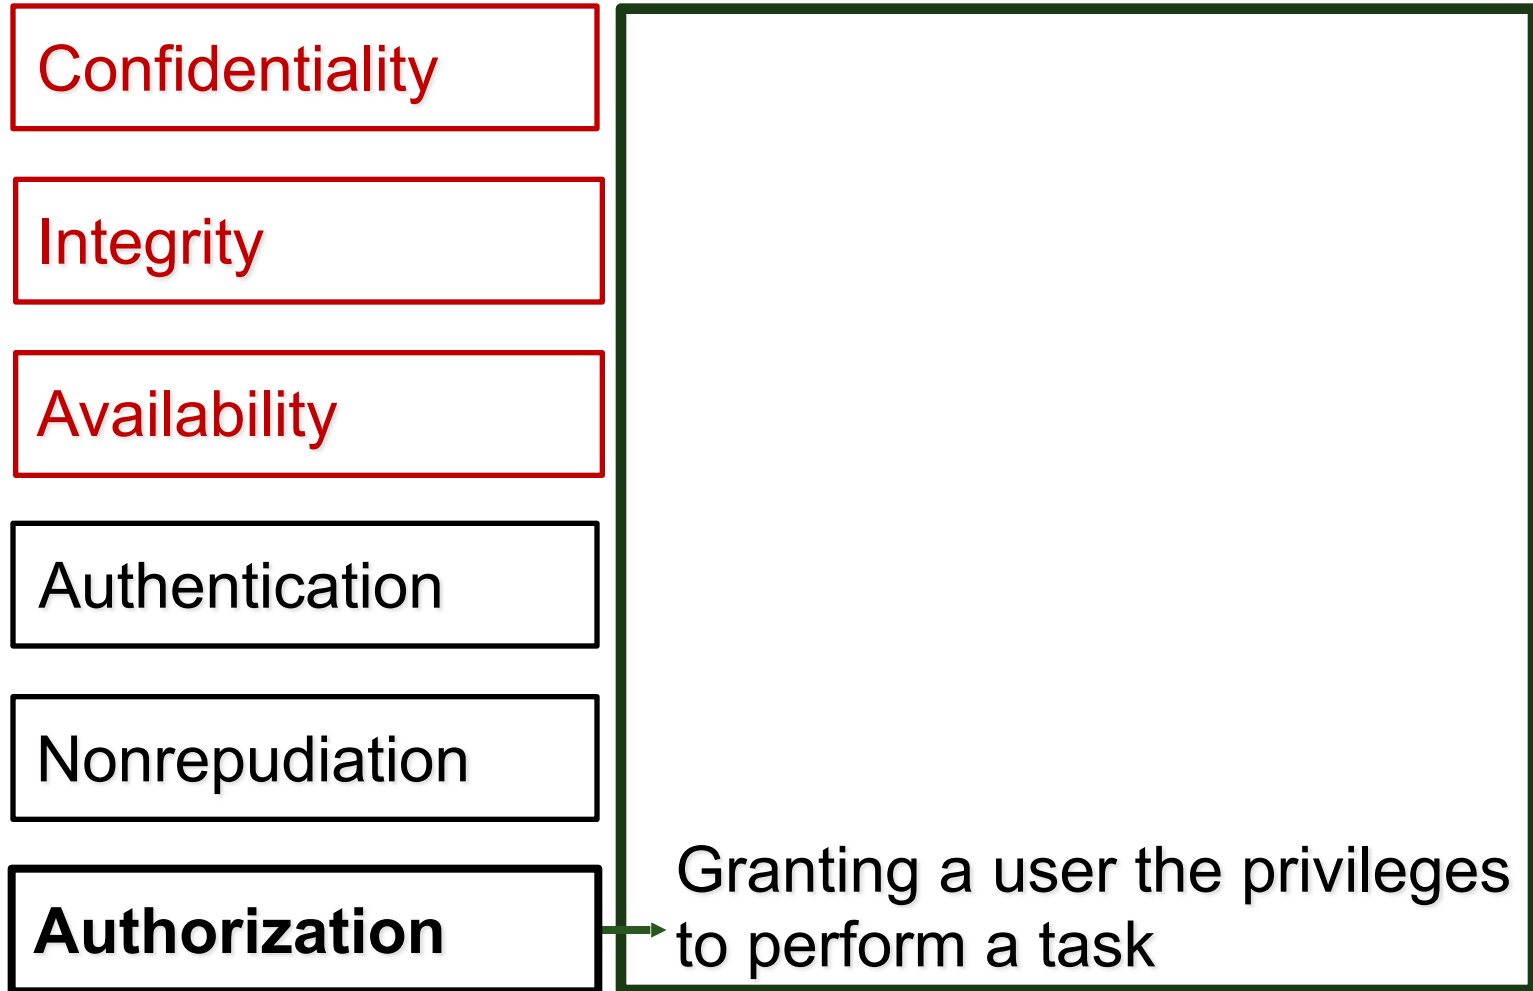 Confidentiality
Integrity
Availability
Authentication
Nonrepudiation
Authorization
Granting a user the privileges
to perform a task